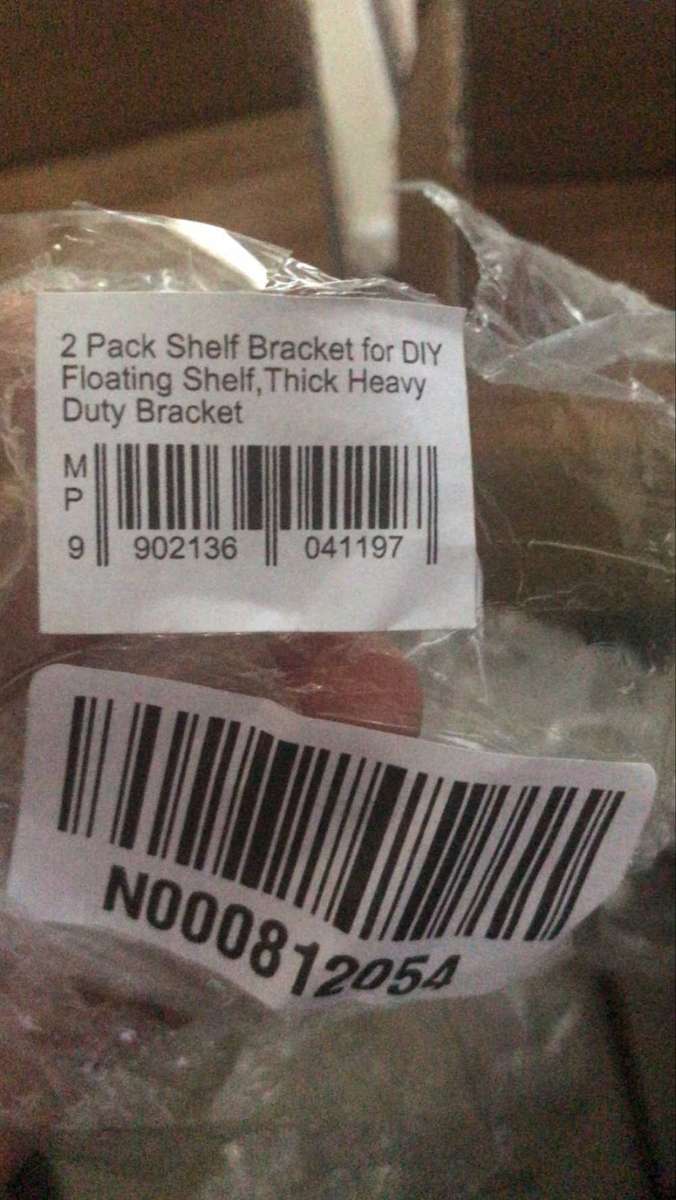 2 Pack Shelf Bracket for DIY
Floating Shelf,Thick Heavy
Duty Bracket
M
P
9 902136 041197
N000812054